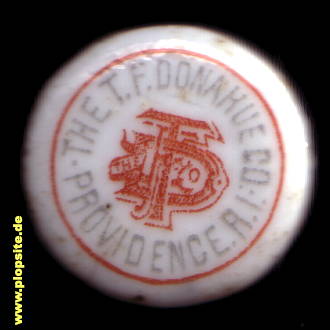 THE T.F. DONAHUE CO.
PROVIDENCE. R.I.
www.plopsite.de